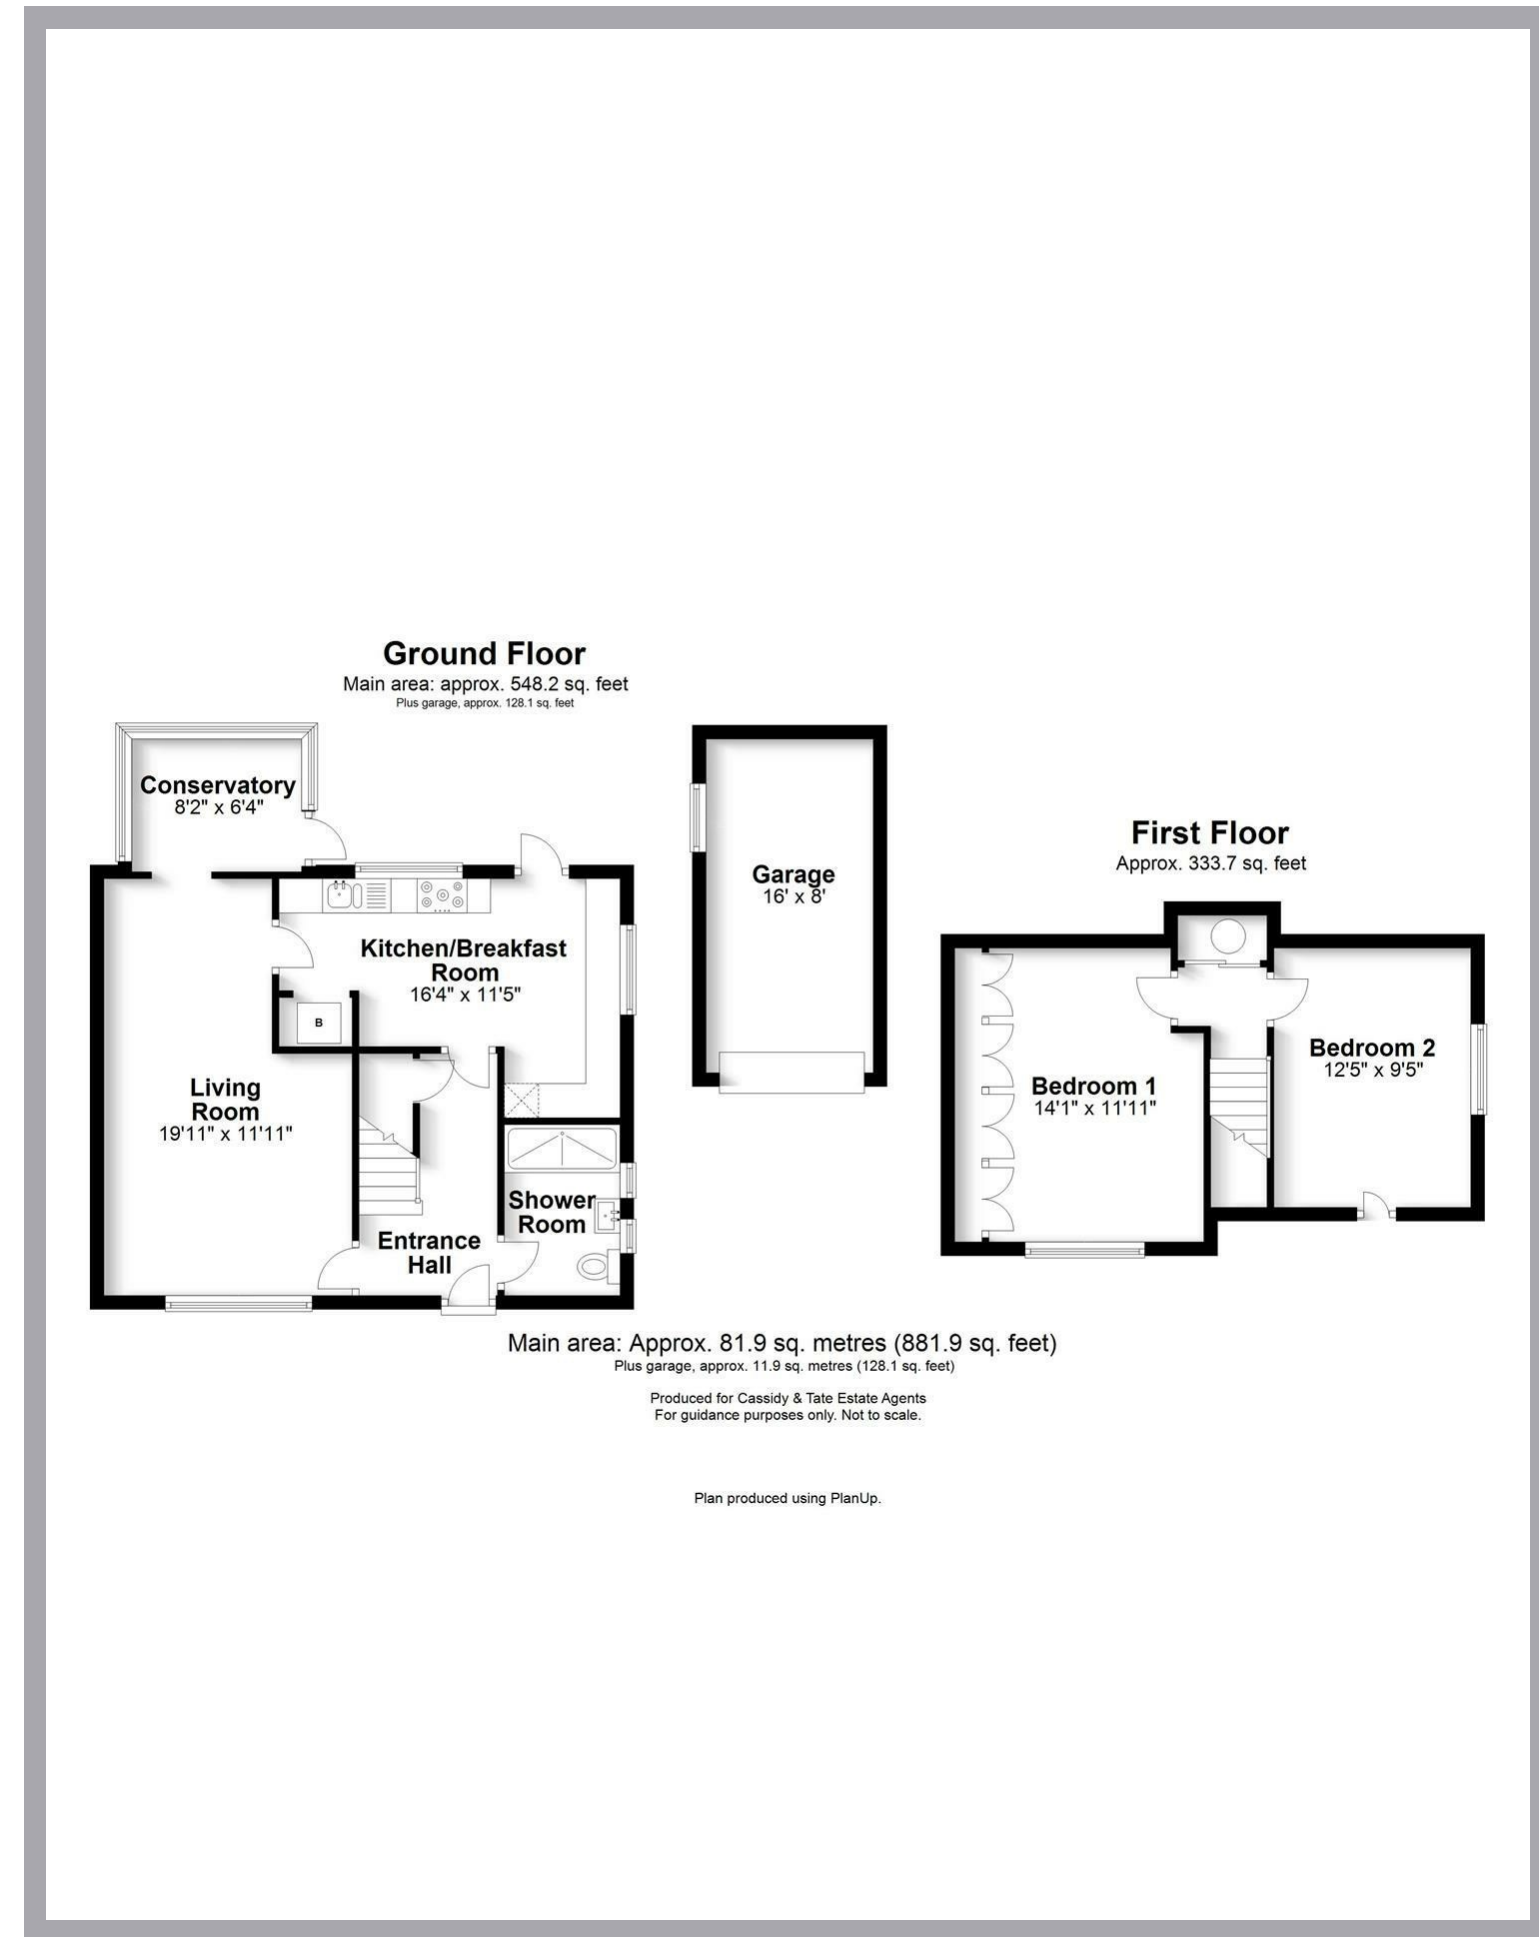 Ground Floor
Main area: approx. 548.2 sq. feet
Plus garage, approx. 128.1 sq. feet
Conservatory
8'2" x 6'4"
Kitchen/Breakfast
Room
16'4" x 11'5"
B
Living
Room
19'11" x 11'11"
Shower
Room
Entrance
Hall
Garage
16' x 8'
First Floor
Approx. 333.7 sq. feet
Bedroom 1
14'1" x 11'11"
Bedroom 2
12'5" x 9'5"
Main area: Approx. 81.9 sq. metres (881.9 sq. feet)
Plus garage, approx. 11.9 sq. metres (128.1 sq. feet)
Produced for Cassidy & Tate Estate Agents
For guidance purposes only. Not to scale.
Plan produced using PlanUp.